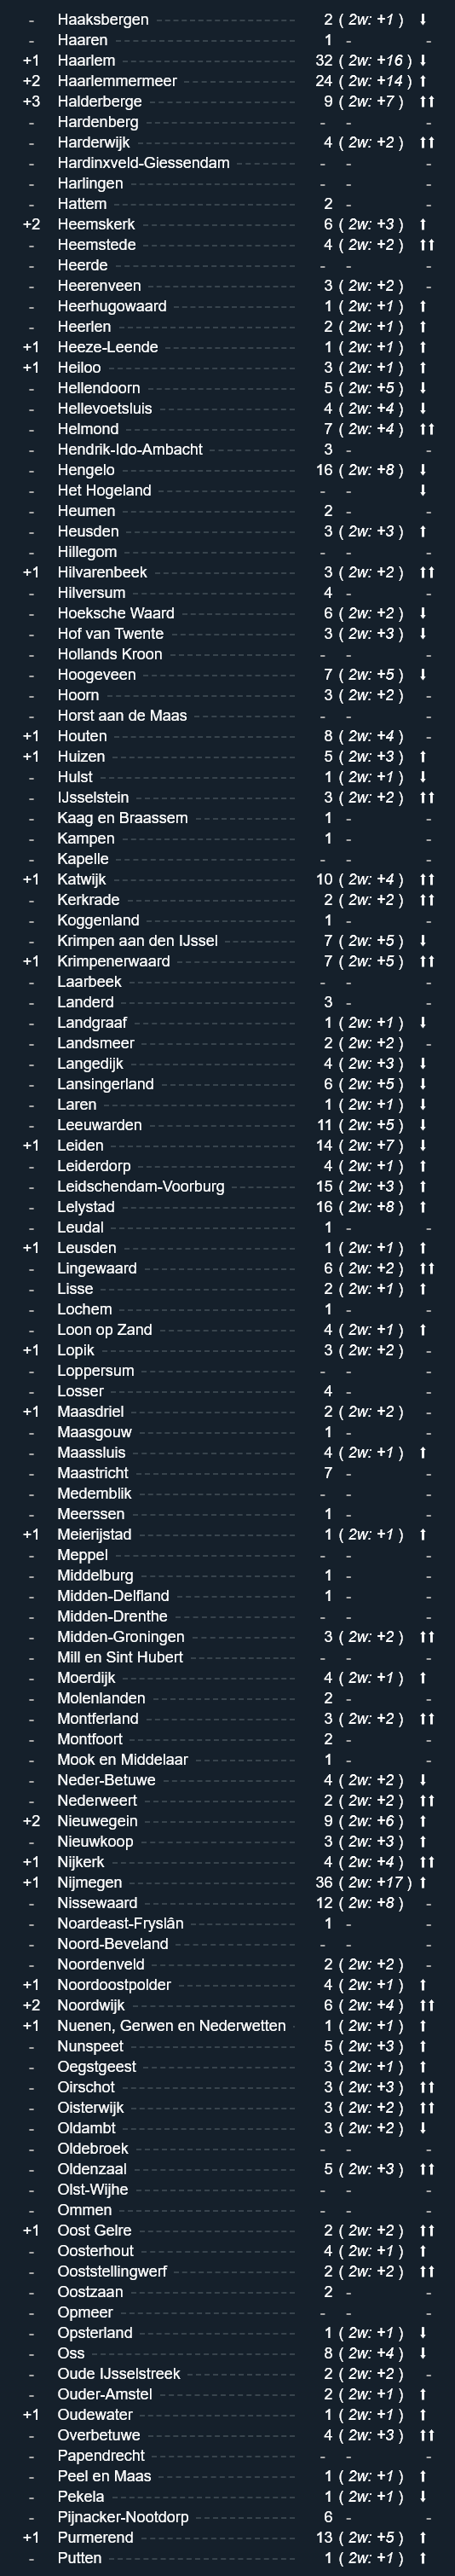 - Haaksbergen 2 ( 2w: +1 ) ⬇
- Haaren 1 - -
+1 Haarlem 32 ( 2w: +16 ) ⬇
+2 Haarlemmermeer 24 ( 2w: +14 ) ⬆
+3 Halderberge 9 ( 2w: +7 ) ⬆⬆
- Hardenberg - - -
- Harderwijk 4 ( 2w: +2 ) ⬆⬆
- Hardinxveld-Giessendam - - -
- Harlingen - - -
- Hattem 2 - -
+2 Heemskerk 6 ( 2w: +3 ) ⬆
- Heemstede 4 ( 2w: +2 ) ⬆⬆
- Heerde - - -
- Heerenveen 3 ( 2w: +2 ) -
- Heerhugowaard 1 ( 2w: +1 ) ⬆
- Heerlen 2 ( 2w: +1 ) ⬆
+1 Heeze-Leende 1 ( 2w: +1 ) ⬆
+1 Heiloo 3 ( 2w: +1 ) ⬆
- Hellendoorn 5 ( 2w: +5 ) ⬇
- Hellevoetsluis 4 ( 2w: +4 ) ⬇
- Helmond 7 ( 2w: +4 ) ⬆⬆
- Hendrik-Ido-Ambacht 3 - -
- Hengelo 16 ( 2w: +8 ) ⬇
- Het Hogeland - - ⬇
- Heumen 2 - -
- Heusden 3 ( 2w: +3 ) ⬆
- Hillegom - - -
+1 Hilvarenbeek 3 ( 2w: +2 ) ⬆⬆
- Hilversum 4 - -
- Hoeksche Waard 6 ( 2w: +2 ) ⬇
- Hof van Twente 3 ( 2w: +3 ) ⬇
- Hollands Kroon - - -
- Hoogeveen 7 ( 2w: +5 ) ⬇
- Hoorn 3 ( 2w: +2 ) -
- Horst aan de Maas - - -
+1 Houten 8 ( 2w: +4 ) -
+1 Huizen 5 ( 2w: +3 ) ⬆
- Hulst 1 ( 2w: +1 ) ⬇
- IJsselstein 3 ( 2w: +2 ) ⬆⬆
- Kaag en Braassem 1 - -
- Kampen 1 - -
- Kapelle - - -
+1 Katwijk 10 ( 2w: +4 ) ⬆⬆
- Kerkrade 2 ( 2w: +2 ) ⬆⬆
- Koggenland 1 - -
- Krimpen aan den IJssel 7 ( 2w: +5 ) ⬇
+1 Krimpenerwaard 7 ( 2w: +5 ) ⬆⬆
- Laarbeek - - -
- Landerd 3 - -
- Landgraaf 1 ( 2w: +1 ) ⬇
- Landsmeer 2 ( 2w: +2 ) -
- Langedijk 4 ( 2w: +3 ) ⬇
- Lansingerland 6 ( 2w: +5 ) ⬇
- Laren 1 ( 2w: +1 ) ⬇
- Leeuwarden 11 ( 2w: +5 ) ⬇
+1 Leiden 14 ( 2w: +7 ) ⬇
- Leiderdorp 4 ( 2w: +1 ) ⬆
- Leidschendam-Voorburg 15 ( 2w: +3 ) ⬆
- Lelystad 16 ( 2w: +8 ) ⬆
- Leudal 1 - -
+1 Leusden 1 ( 2w: +1 ) ⬆
- Lingewaard 6 ( 2w: +2 ) ⬆⬆
- Lisse 2 ( 2w: +1 ) ⬆
- Lochem 1 - -
- Loon op Zand 4 ( 2w: +1 ) ⬆
+1 Lopik 3 ( 2w: +2 ) -
- Loppersum - - -
- Losser 4 - -
+1 Maasdriel 2 ( 2w: +2 ) -
- Maasgouw 1 - -
- Maassluis 4 ( 2w: +1 ) ⬆
- Maastricht 7 - -
- Medemblik - - -
- Meerssen 1 - -
+1 Meierijstad 1 ( 2w: +1 ) ⬆
- Meppel - - -
- Middelburg 1 - -
- Midden-Delfland 1 - -
- Midden-Drenthe - - -
- Midden-Groningen 3 ( 2w: +2 ) ⬆⬆
- Mill en Sint Hubert - - -
- Moerdijk 4 ( 2w: +1 ) ⬆
- Molenlanden 2 - -
- Montferland 3 ( 2w: +2 ) ⬆⬆
- Montfoort 2 - -
- Mook en Middelaar 1 - -
- Neder-Betuwe 4 ( 2w: +2 ) ⬇
- Nederweert 2 ( 2w: +2 ) ⬆⬆
+2 Nieuwegein 9 ( 2w: +6 ) ⬆
- Nieuwkoop 3 ( 2w: +3 ) ⬆
+1 Nijkerk 4 ( 2w: +4 ) ⬆⬆
+1 Nijmegen 36 ( 2w: +17 ) ⬆
- Nissewaard 12 ( 2w: +8 ) -
- Noardeast-Fryslân 1 - -
- Noord-Beveland - - -
- Noordenveld 2 ( 2w: +2 ) -
+1 Noordoostpolder 4 ( 2w: +1 ) ⬆
+2 Noordwijk 6 ( 2w: +4 ) ⬆⬆
+1 Nuenen, Gerwen en Nederwetten 1 ( 2w: +1 ) ⬆
- Nunspeet 5 ( 2w: +3 ) ⬆
- Oegstgeest 3 ( 2w: +1 ) ⬆
- Oirschot 3 ( 2w: +3 ) ⬆⬆
- Oisterwijk 3 ( 2w: +2 ) ⬆⬆
- Oldambt 3 ( 2w: +2 ) ⬇
- Oldebroek - - -
- Oldenzaal 5 ( 2w: +3 ) ⬆⬆
- Olst-Wijhe - - -
- Ommen - - -
+1 Oost Gelre 2 ( 2w: +2 ) ⬆⬆
- Oosterhout 4 ( 2w: +1 ) ⬆
- Ooststellingwerf 2 ( 2w: +2 ) ⬆⬆
- Oostzaan 2 - -
- Opmeer - - -
- Opsterland 1 ( 2w: +1 ) ⬇
- Oss 8 ( 2w: +4 ) ⬇
- Oude IJsselstreek 2 ( 2w: +2 ) -
- Ouder-Amstel 2 ( 2w: +1 ) ⬆
+1 Oudewater 1 ( 2w: +1 ) ⬆
- Overbetuwe 4 ( 2w: +3 ) ⬆⬆
- Papendrecht - - -
- Peel en Maas 1 ( 2w: +1 ) ⬆
- Pekela 1 ( 2w: +1 ) ⬇
- Pijnacker-Nootdorp 6 - -
+1 Purmerend 13 ( 2w: +5 ) ⬆
- Putten 1 ( 2w: +1 ) ⬆